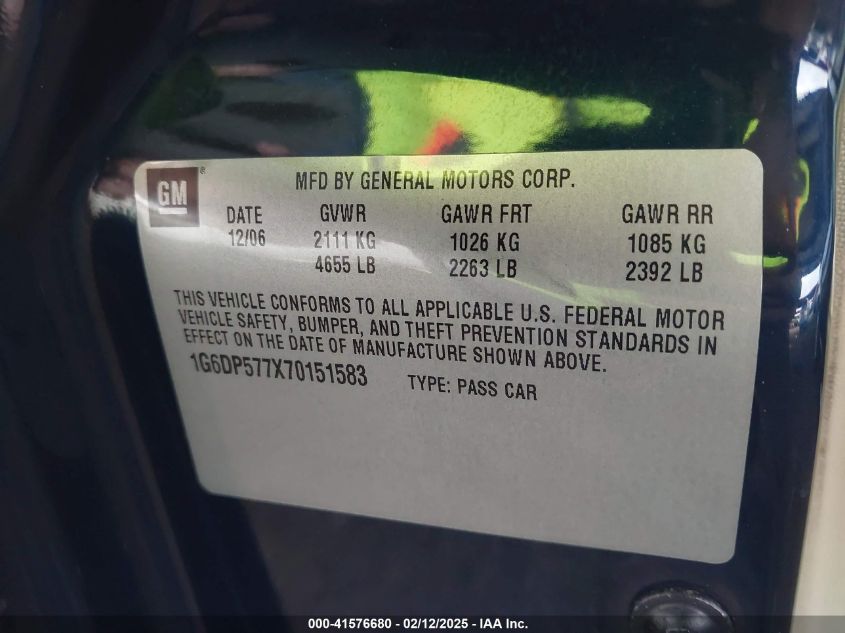 GM ®
MFD BY GENERAL MOTORS CORP.
DATE GVWR GAWR FRT GAWR RR
12/06 2111 KG 1026 KG 1085 KG
4655 LB 2263 LB 2392 LB
THIS VEHICLE CONFORMS TO ALL APPLICABLE U.S. FEDERAL MOTOR
VEHICLE SAFETY, BUMPER, AND THEFT PREVENTION STANDARDS IN
EFFECT ON THE DATE OF MANUFACTURE SHOWN ABOVE.
1G6DP577X70151583 TYPE: PASS CAR
000-41576680 - 02/12/2025 - IAA Inc.